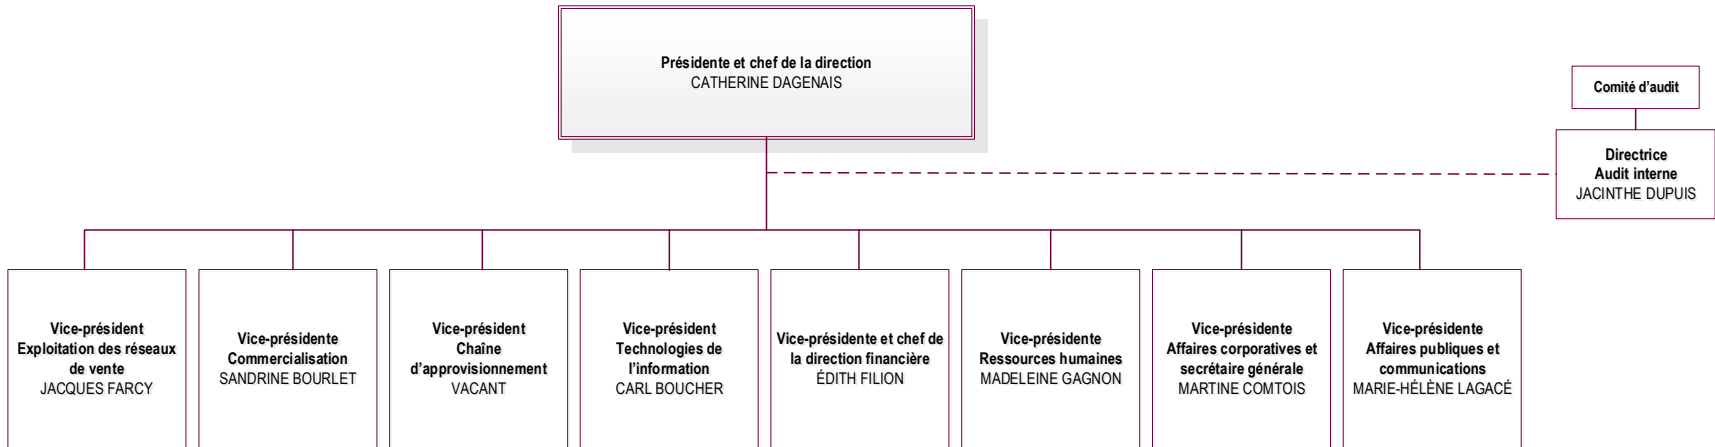 Présidente et chef de la direction
CATHERINE DAGENAIS
Comité d’audit
Directrice
Audit interne
JACINTHE DUPUIS
Vice-président
Exploitation des réseaux
de vente
JACQUES FARCY
Vice-présidente
Commercialisation
SANDRINE BOURLET
Vice-président
Chaîne
d’approvisionnement
VACANT
Vice-président
Technologies de
l’information
CARL BOUCHER
Vice-présidente et chef de
la direction financière
ÉDITH FILION
Vice-présidente
Ressources humaines
MADELEINE GAGNON
Vice-présidente
Affaires corporatives et
secrétaire générale
MARTINE COMTOIS
Vice-présidente
Affaires publiques et
communications
MARIE-HÉLÈNE LAGACÉ